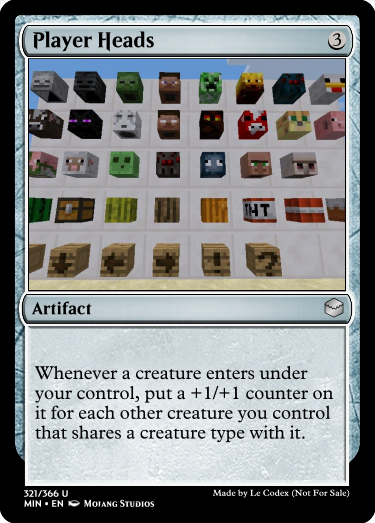 Player Heads 3
TNT
Artifact
Whenever a creature enters under
your control, put a +1/+1 counter on
it for each other creature you control
that shares a creature type with it.
321/366 U
MIN • EN Mojang Studios
Made by Le Codex (Not For Sale)